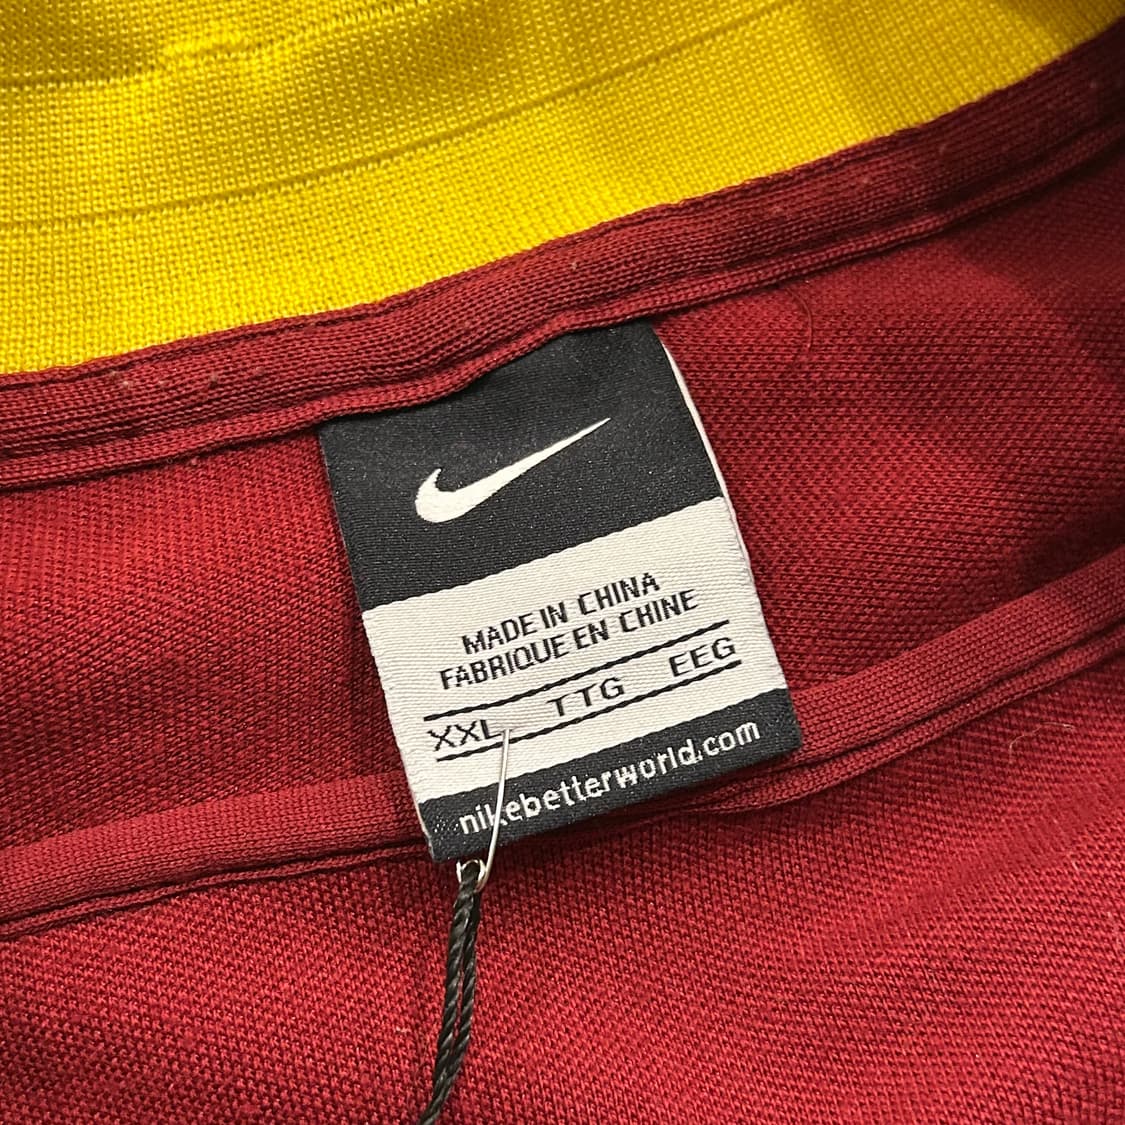 MADE IN CHINA
FABRIQUE EN CHINE
XXL TTG EEG
nikebetterworld.com